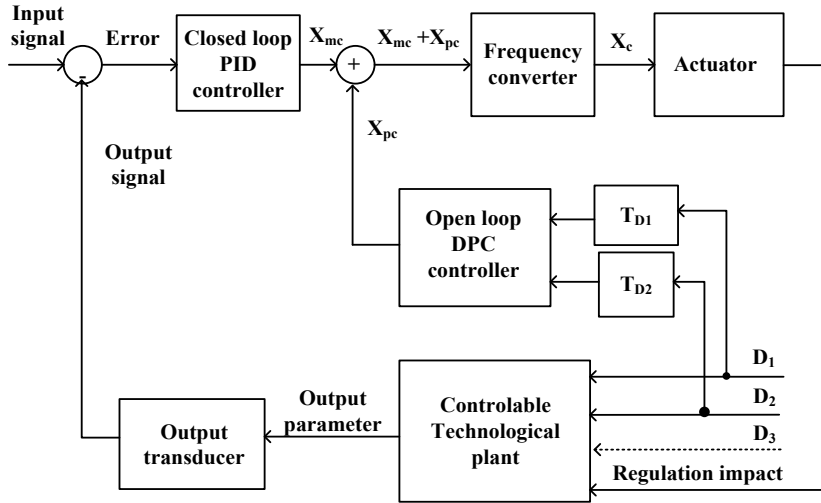 Input
signal
Error
-
Closed loop
PID
controller
Xmc
+
Xmc +Xpc
Frequency
converter
Xc
Actuator
Xpc
Output
signal
Open loop
DPC
controller
TD1
TD2
D1
D2
D3
Regulation impact
Controlable
Technological
plant
Output
parameter
Output
transducer